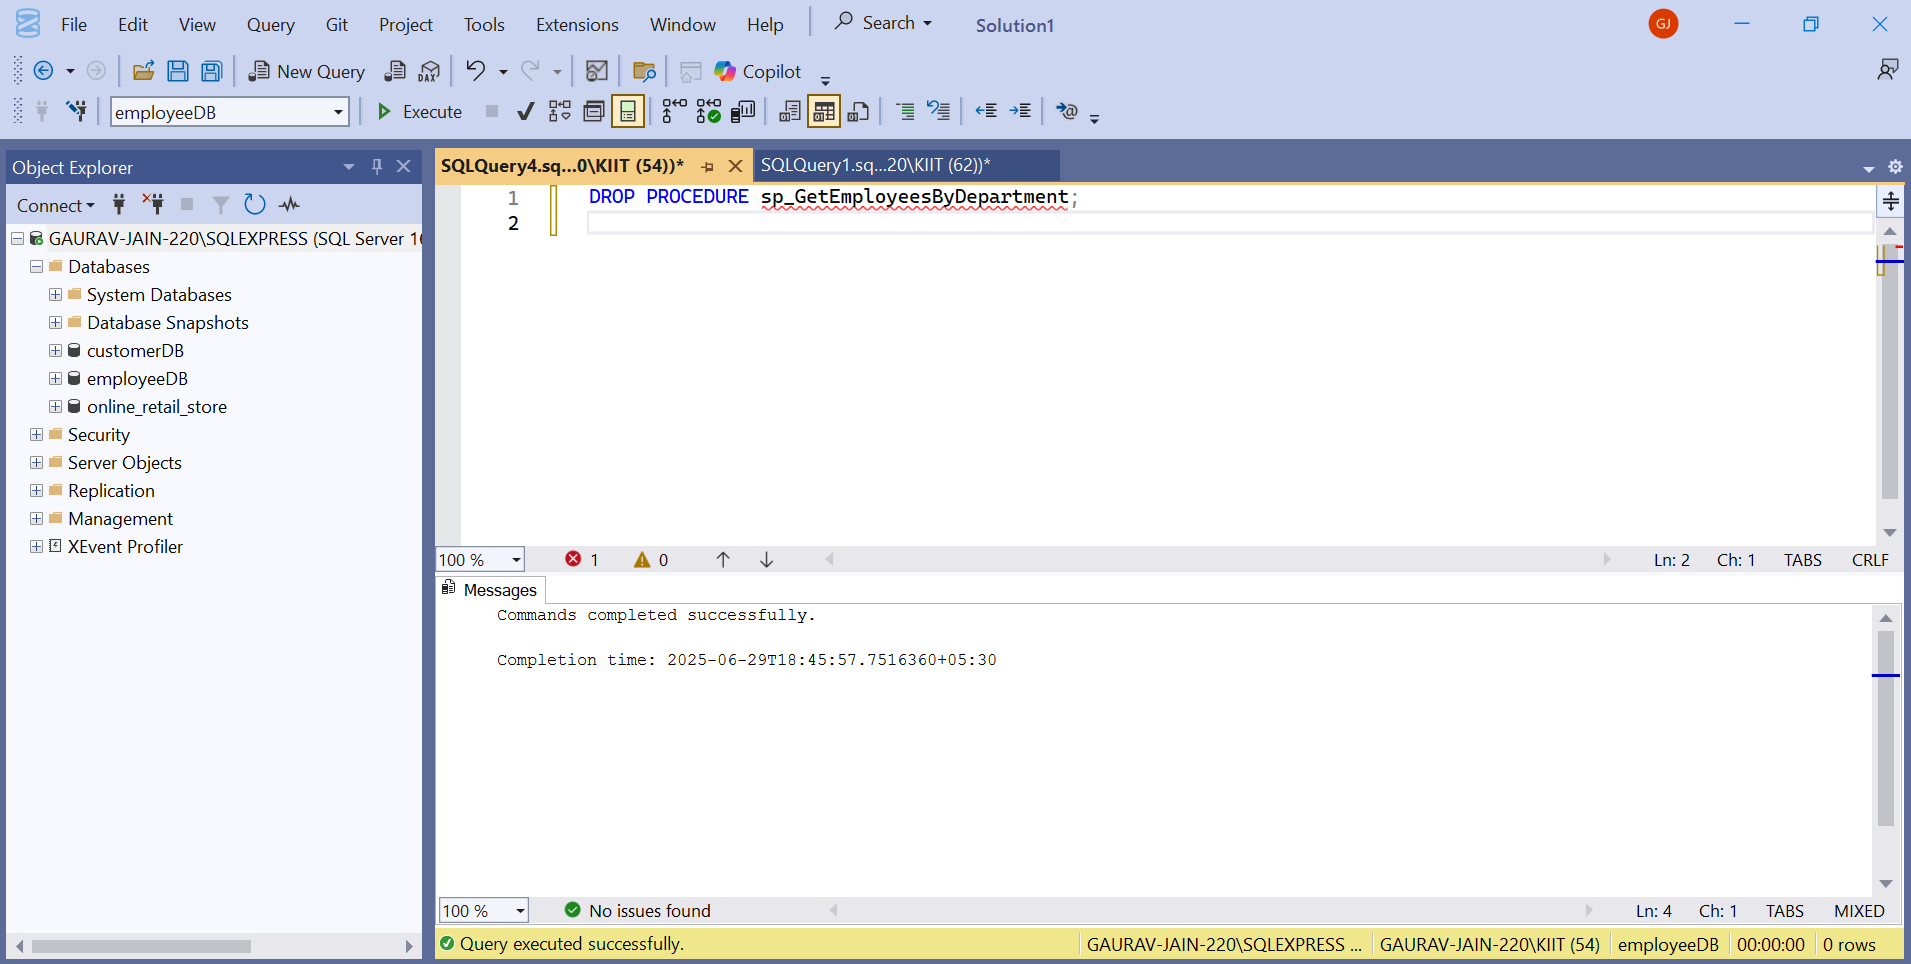 File Edit View Query Git Project Tools Extensions Window Help Search Solution1 GJ
New Query DAX Copilot
employeeDB Execute
Object Explorer
Connect
GAURAV-JAIN-220\SQLEXPRESS (SQL Server 16
Databases
System Databases
Database Snapshots
customerDB
employeeDB
online_retail_store
Security
Server Objects
Replication
Management
XEvent Profiler
SQLQuery4.sq...0\KIIT (54))* SQLQuery1.sq...20\KIIT (62))*
1 DROP PROCEDURE sp_GetEmployeesByDepartment;
2
100 % 1 0 Ln: 2 Ch: 1 TABS CRLF
Messages
Commands completed successfully.
Completion time: 2025-06-29T18:45:57.7516360+05:30
100 % No issues found Ln: 4 Ch: 1 TABS MIXED
Query executed successfully. GAURAV-JAIN-220\SQLEXPRESS ... GAURAV-JAIN-220\KIIT (54) employeeDB 00:00:00 0 rows